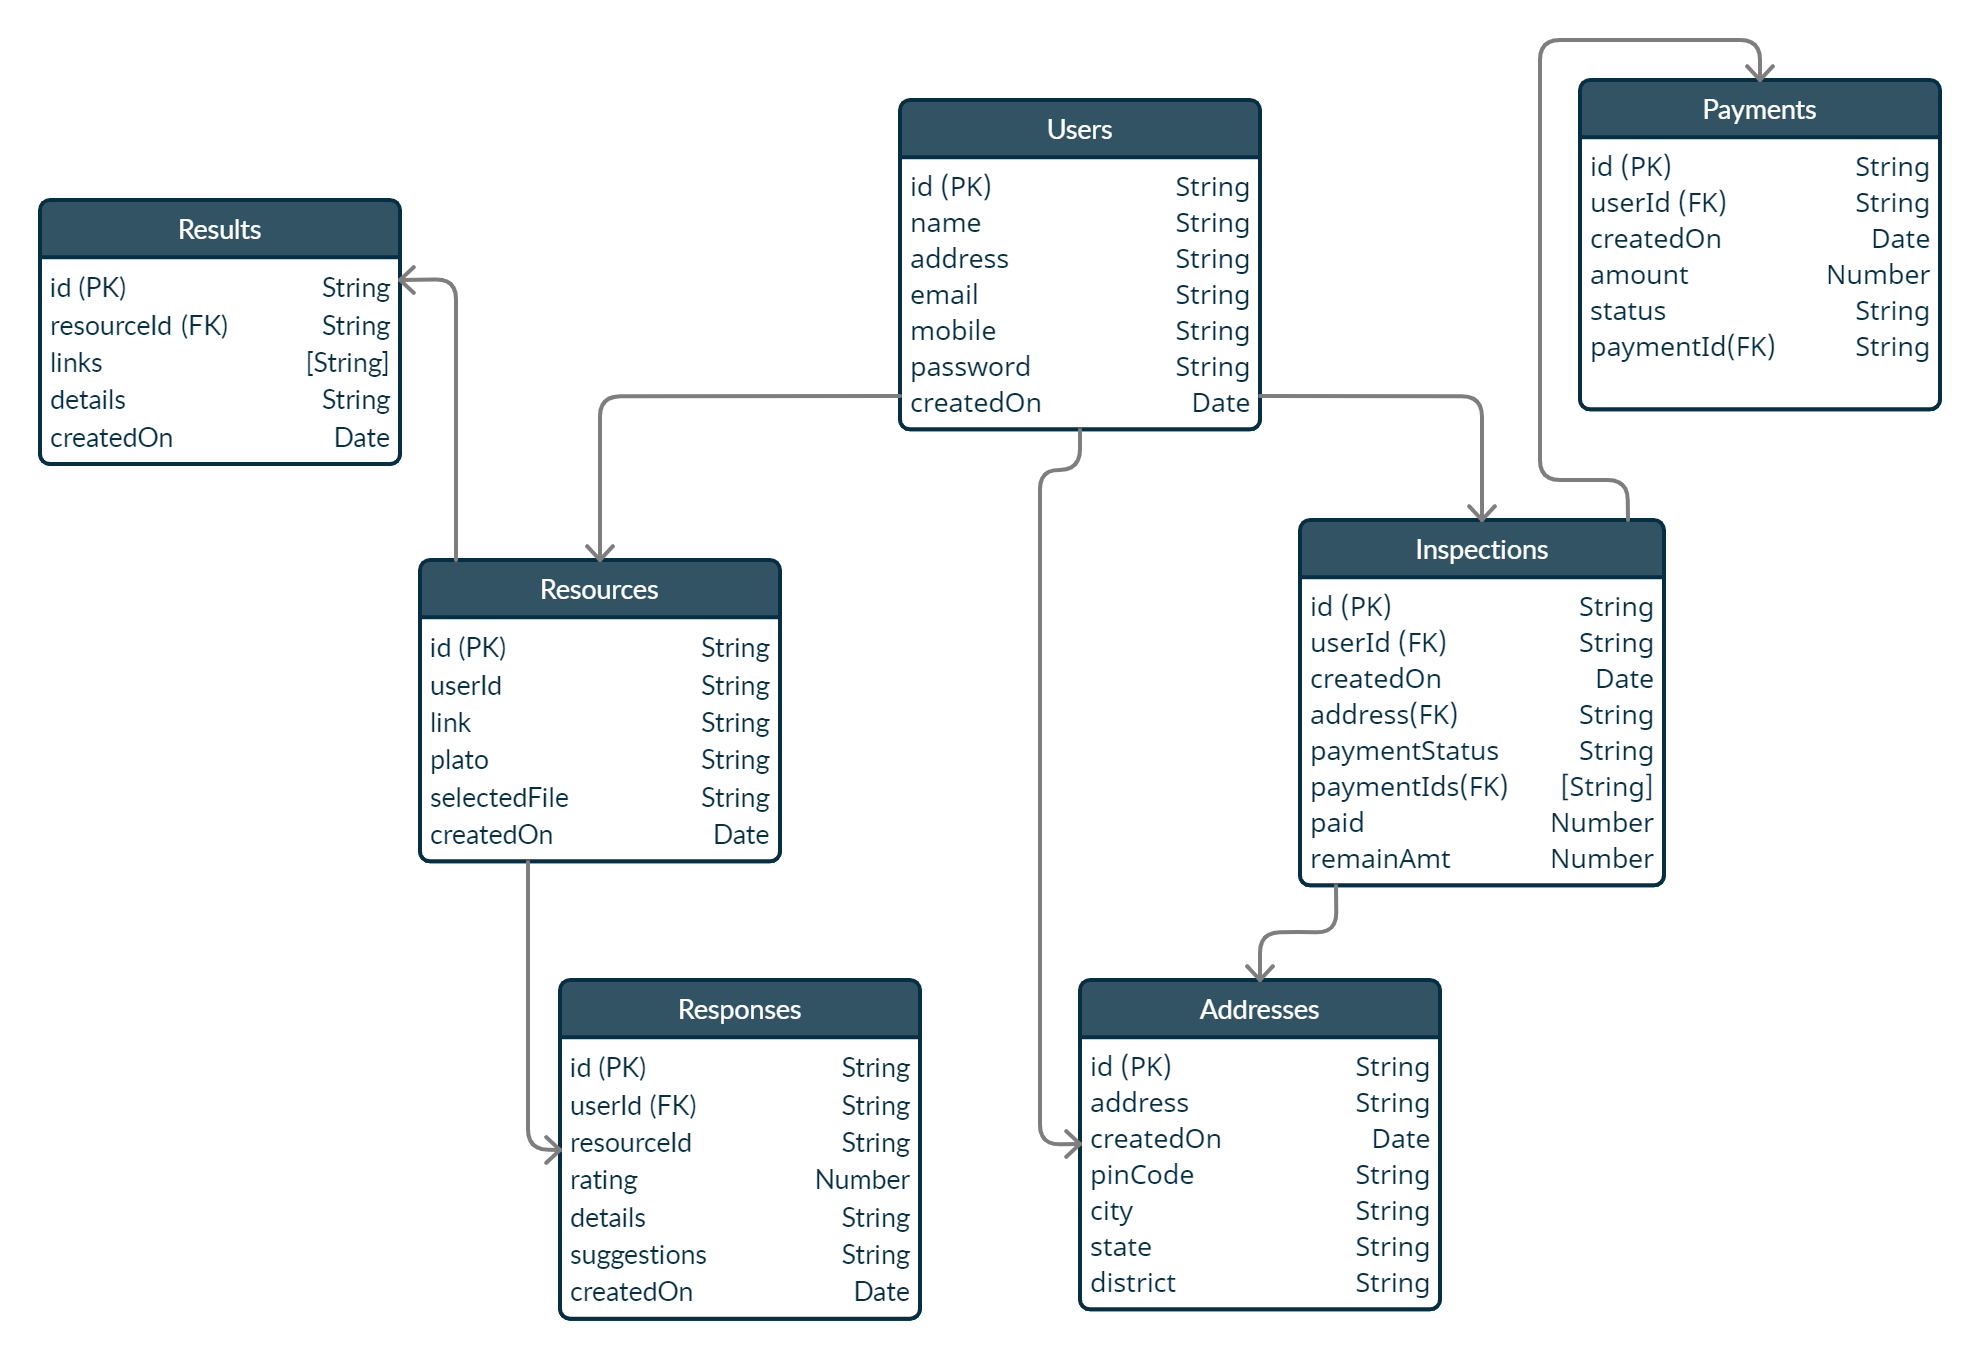 Payments
id (PK) String
userId (FK) String
createdOn Date
amount Number
status String
paymentId(FK) String
Users
id (PK) String
name String
address String
email String
mobile String
password String
createdOn Date
Results
id (PK) String
resourceId (FK) String
links [String]
details String
createdOn Date
Resources
id (PK) String
userId String
link String
plato String
selectedFile String
createdOn Date
Inspections
id (PK) String
userId (FK) String
createdOn Date
address(FK) String
paymentStatus String
paymentIds(FK) [String]
paid Number
remainAmt Number
Responses
id (PK) String
userId (FK) String
resourceId String
rating Number
details String
suggestions String
createdOn Date
Addresses
id (PK) String
address String
createdOn Date
pinCode String
city String
state String
district String